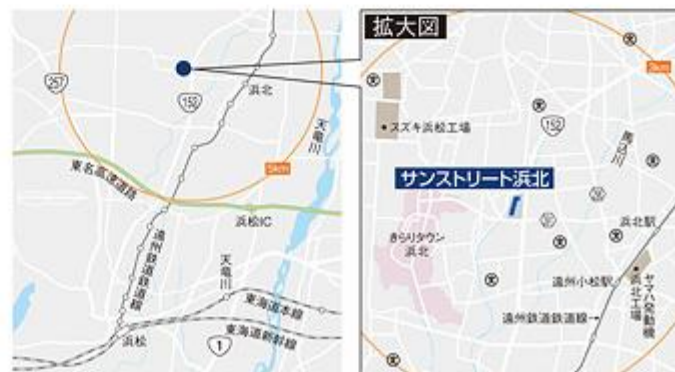 257
152
浜北
天竜川
5km
東名高速道路
浜松IC
遠州鉄道鉄道線
天竜川
東海道本線
東海道新幹線
浜松
1
拡大図
3km
152
スズキ浜松工場
馬込川
サンストリート浜北
きらりタウン
浜北
浜北駅
遠州小松駅
ヤマハ発動機
浜北工場
遠州鉄道鉄道線